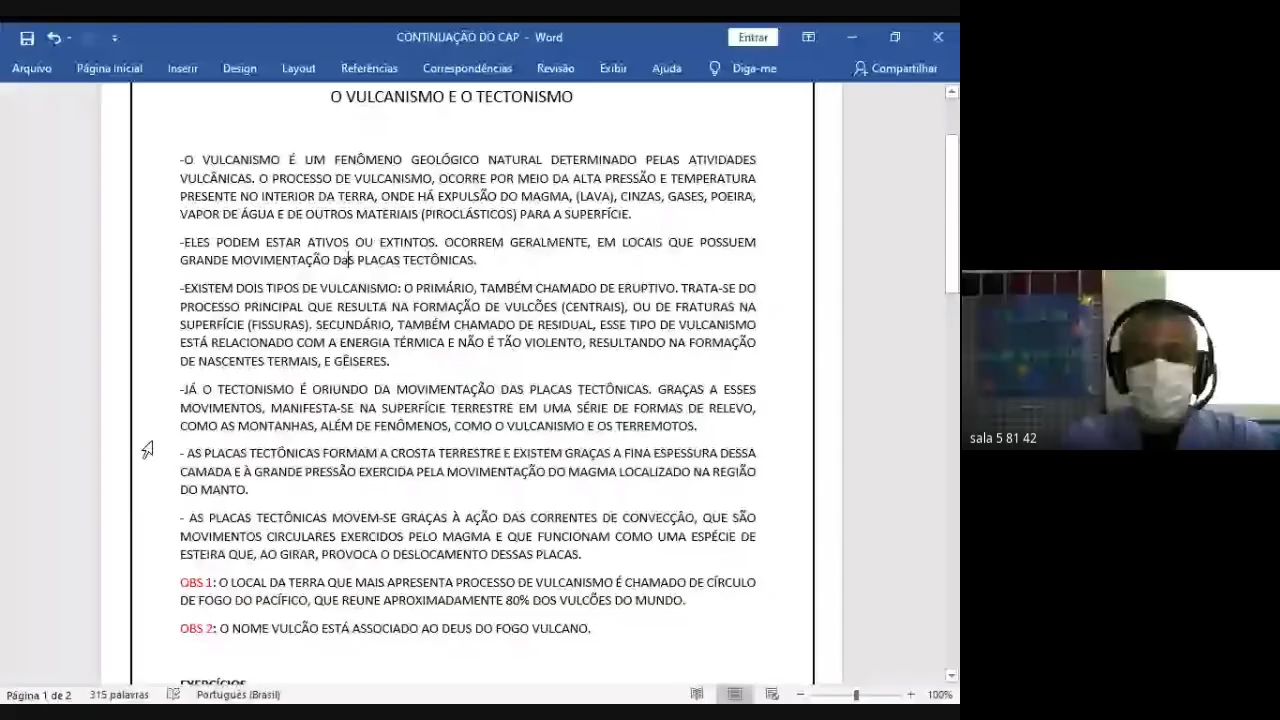 CONTINUAÇÃO DO CAP - Word
Entrar
Arquivo Página Inicial Inserir Design Layout Referências Correspondências Revisão Exibir Ajuda Diga-me Compartilhar
O VULCANISMO E O TECTONISMO
-O VULCANISMO É UM FENÔMENO GEOLÓGICO NATURAL DETERMINADO PELAS ATIVIDADES
VULCÂNICAS. O PROCESSO DE VULCANISMO, OCORRE POR MEIO DA ALTA PRESSÃO E TEMPERATURA
PRESENTE NO INTERIOR DA TERRA, ONDE HÁ EXPULSÃO DO MAGMA, (LAVA), CINZAS, GASES, POEIRA,
VAPOR DE ÁGUA E DE OUTROS MATERIAIS (PIROCLÁSTICOS) PARA A SUPERFÍCIE.
-ELES PODEM ESTAR ATIVOS OU EXTINTOS. OCORREM GERALMENTE, EM LOCAIS QUE POSSUEM
GRANDE MOVIMENTAÇÃO DaS PLACAS TECTÔNICAS.
-EXISTEM DOIS TIPOS DE VULCANISMO: O PRIMÁRIO, TAMBÉM CHAMADO DE ERUPTIVO. TRATA-SE DO
PROCESSO PRINCIPAL QUE RESULTA NA FORMAÇÃO DE VULCÕES (CENTRAIS), OU DE FRATURAS NA
SUPERFÍCIE (FISSURAS). SECUNDÁRIO, TAMBÉM CHAMADO DE RESIDUAL, ESSE TIPO DE VULCANISMO
ESTÁ RELACIONADO COM A ENERGIA TÉRMICA E NÃO É TÃO VIOLENTO, RESULTANDO NA FORMAÇÃO
DE NASCENTES TERMAIS, E GÊISERES.
-JÁ O TECTONISMO É ORIUNDO DA MOVIMENTAÇÃO DAS PLACAS TECTÔNICAS. GRAÇAS A ESSES
MOVIMENTOS, MANIFESTA-SE NA SUPERFÍCIE TERRESTRE EM UMA SÉRIE DE FORMAS DE RELEVO,
COMO AS MONTANHAS, ALÉM DE FENÔMENOS, COMO O VULCANISMO E OS TERREMOTOS.
- AS PLACAS TECTÔNICAS FORMAM A CROSTA TERRESTRE E EXISTEM GRAÇAS A FINA ESPESSURA DESSA
CAMADA E À GRANDE PRESSÃO EXERCIDA PELA MOVIMENTAÇÃO DO MAGMA LOCALIZADO NA REGIÃO
DO MANTO.
- AS PLACAS TECTÔNICAS MOVEM-SE GRAÇAS À AÇÃO DAS CORRENTES DE CONVECÇÃO, QUE SÃO
MOVIMENTOS CIRCULARES EXERCIDOS PELO MAGMA E QUE FUNCIONAM COMO UMA ESPÉCIE DE
ESTEIRA QUE, AO GIRAR, PROVOCA O DESLOCAMENTO DESSAS PLACAS.
OBS 1: O LOCAL DA TERRA QUE MAIS APRESENTA PROCESSO DE VULCANISMO É CHAMADO DE CÍRCULO
DE FOGO DO PACÍFICO, QUE REUNE APROXIMADAMENTE 80% DOS VULCÕES DO MUNDO.
OBS 2: O NOME VULCÃO ESTÁ ASSOCIADO AO DEUS DO FOGO VULCANO.
EXERCÍCIOS
Página 1 de 2 315 palavras Português (Brasil) 100%
sala 5 81 42